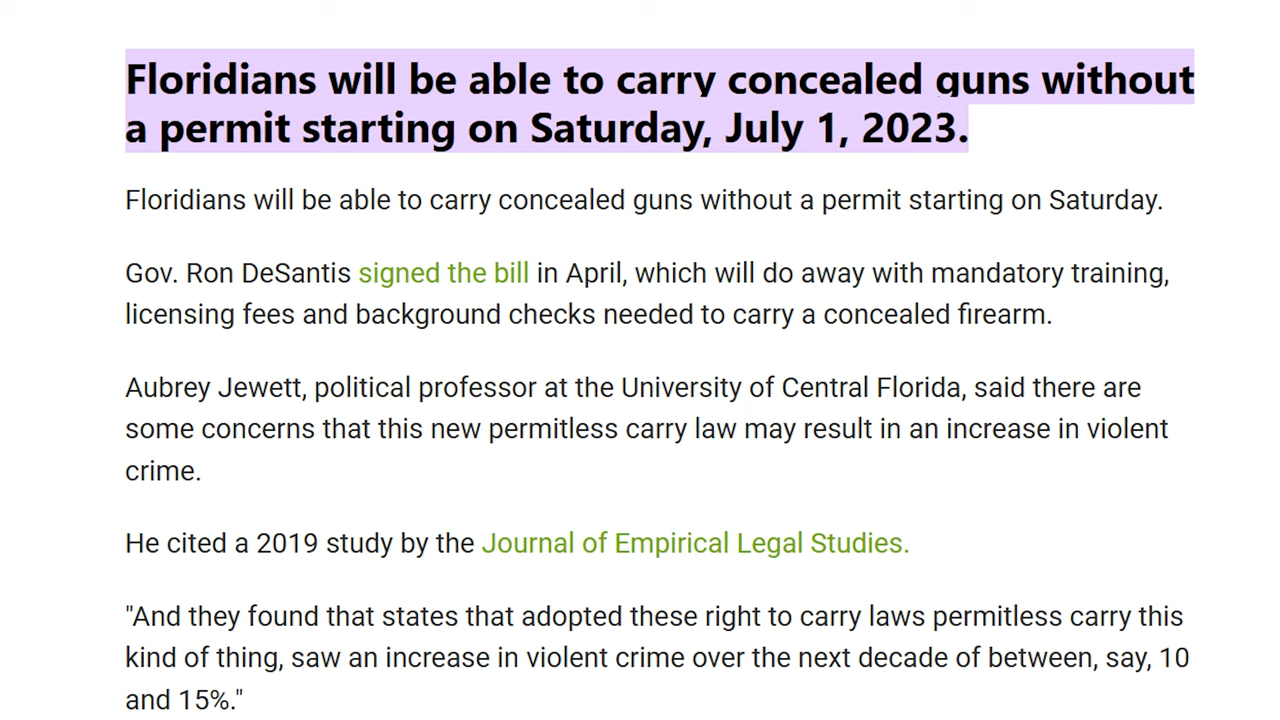 Floridians will be able to carry concealed guns without
a permit starting on Saturday, July 1, 2023.
Floridians will be able to carry concealed guns without a permit starting on Saturday.
Gov. Ron DeSantis signed the bill in April, which will do away with mandatory training,
licensing fees and background checks needed to carry a concealed firearm.
Aubrey Jewett, political professor at the University of Central Florida, said there are
some concerns that this new permitless carry law may result in an increase in violent
crime.
He cited a 2019 study by the Journal of Empirical Legal Studies.
"And they found that states that adopted these right to carry laws permitless carry this
kind of thing, saw an increase in violent crime over the next decade of between, say, 10
and 15%."